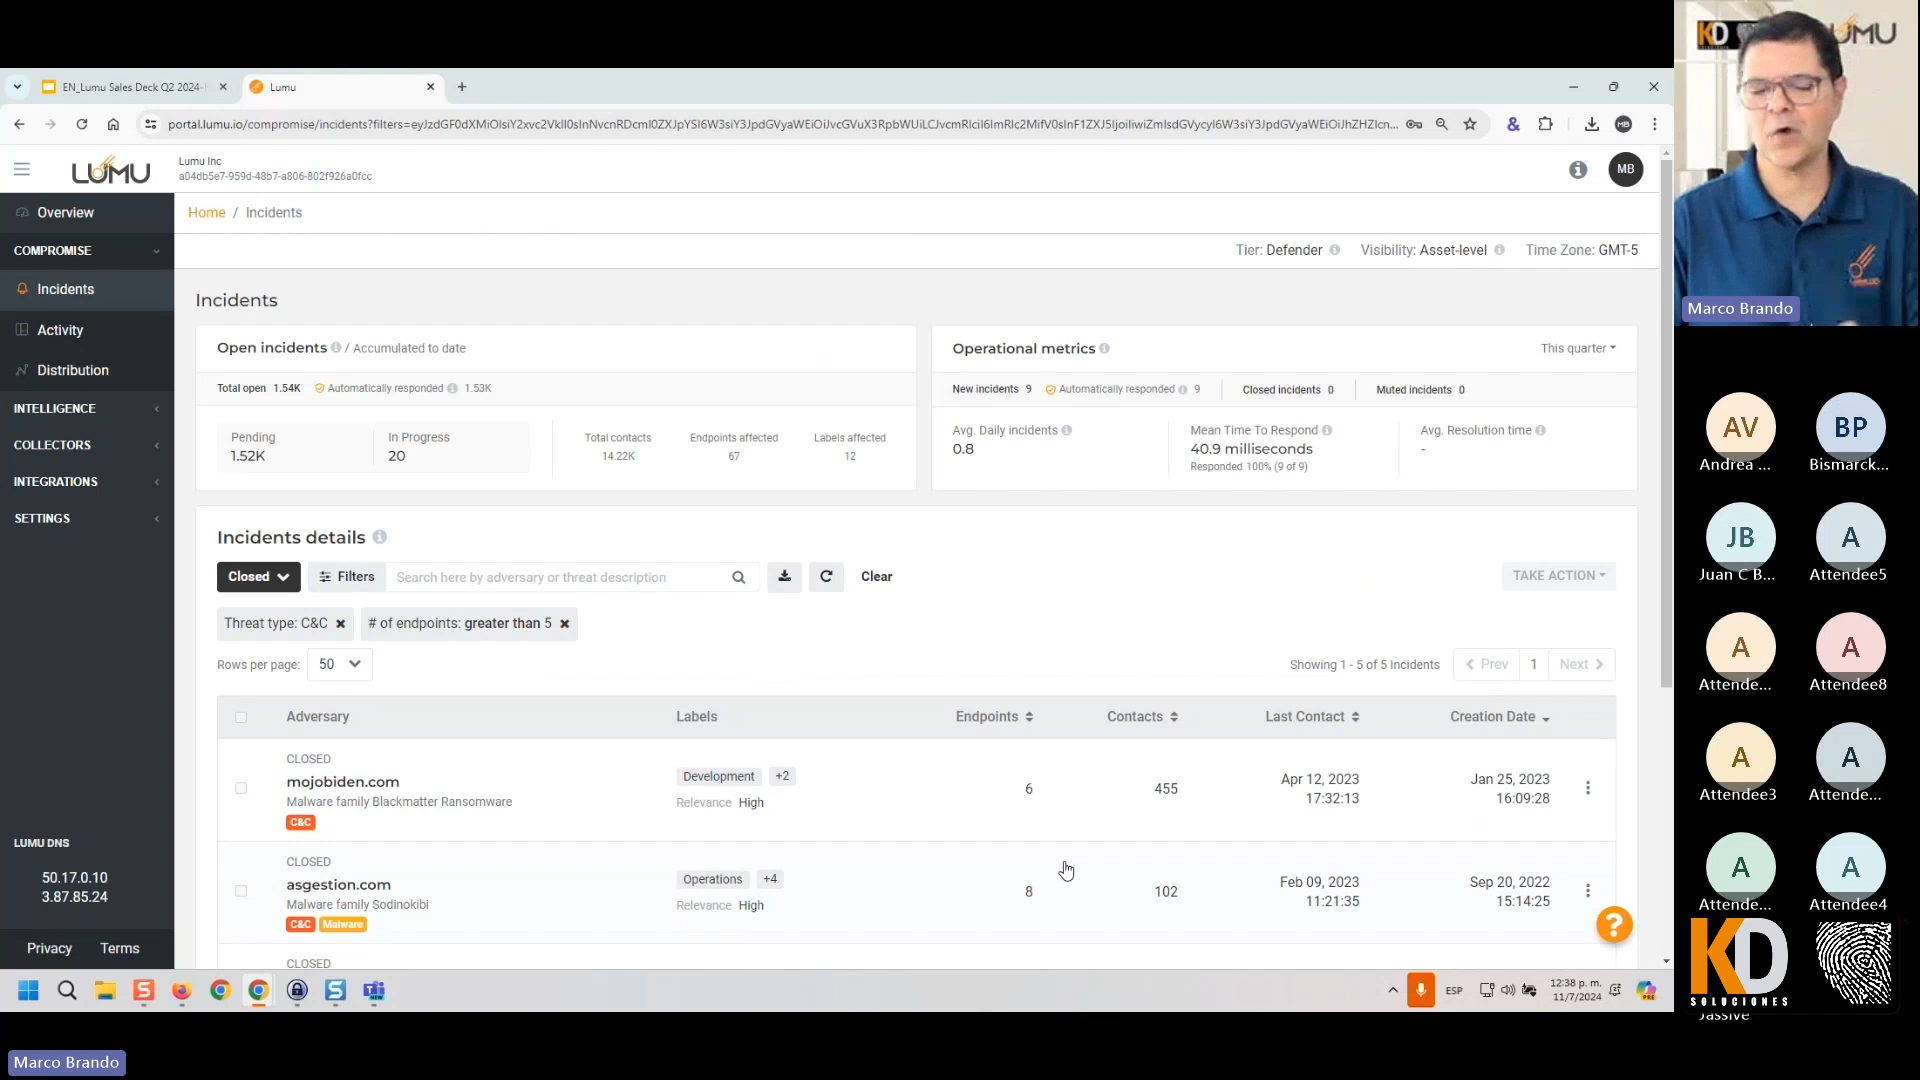 EN_Lumu Sales Deck Q2 2024-
Lumu
portal.lumu.io/compromise/incidents?filters=
LUMU
Lumu Inc
a04db5e7-959d-48b7-a806-802f926a0fcc
MB
Home / Incidents
Tier: Defender
Visibility: Asset-level
Time Zone: GMT-5
Overview
COMPROMISE
Incidents
Activity
Distribution
INTELLIGENCE
COLLECTORS
INTEGRATIONS
SETTINGS
LUMU DNS
50.17.0.10
3.87.85.24
Privacy
Terms
Incidents
Open incidents / Accumulated to date
Total open 1.54K Automatically responded 1.53K
Pending
1.52K
In Progress
20
Total contacts
14.22K
Endpoints affected
67
Labels affected
12
Operational metrics
This quarter
New incidents 9 Automatically responded 9
Closed incidents 0
Muted incidents 0
Avg. Daily incidents
0.8
Mean Time To Respond
40.9 milliseconds
Responded 100% (9 of 9)
Avg. Resolution time
-
Incidents details
Closed
Filters
Search here by adversary or threat description
Clear
TAKE ACTION
Threat type: C&C
# of endpoints: greater than 5
Rows per page: 50
Showing 1 - 5 of 5 Incidents
Prev 1 Next
Adversary Labels Endpoints Contacts Last Contact Creation Date
CLOSED
mojobiden.com
Malware family Blackmatter Ransomware
C&C
Development +2
Relevance High
6
455
Apr 12, 2023
17:32:13
Jan 25, 2023
16:09:28
CLOSED
asgestion.com
Malware family Sodinokibi
C&C Malware
Operations +4
Relevance High
8
102
Feb 09, 2023
11:21:35
Sep 20, 2022
15:14:25
CLOSED
?
ESP
12:38 p. m.
11/7/2024
KD
UMU
Marco Brando
AV
Andrea ...
BP
Bismarck...
JB
Juan C B...
A
Attendee5
A
Attende...
A
Attendee8
A
Attendee3
A
Attende...
A
Attende...
A
Attendee4
KD
SOLUCIONES
Jassive
Marco Brando